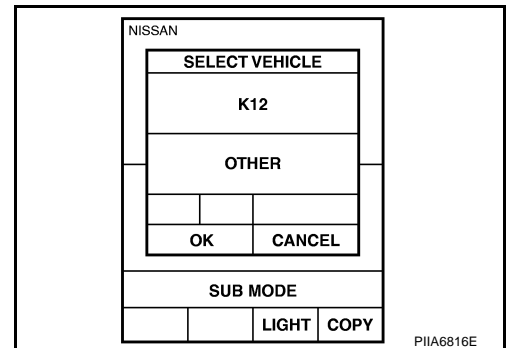 NISSAN
SELECT VEHICLE
K12
OTHER
OK CANCEL
SUB MODE
LIGHT COPY
PIIA6816E